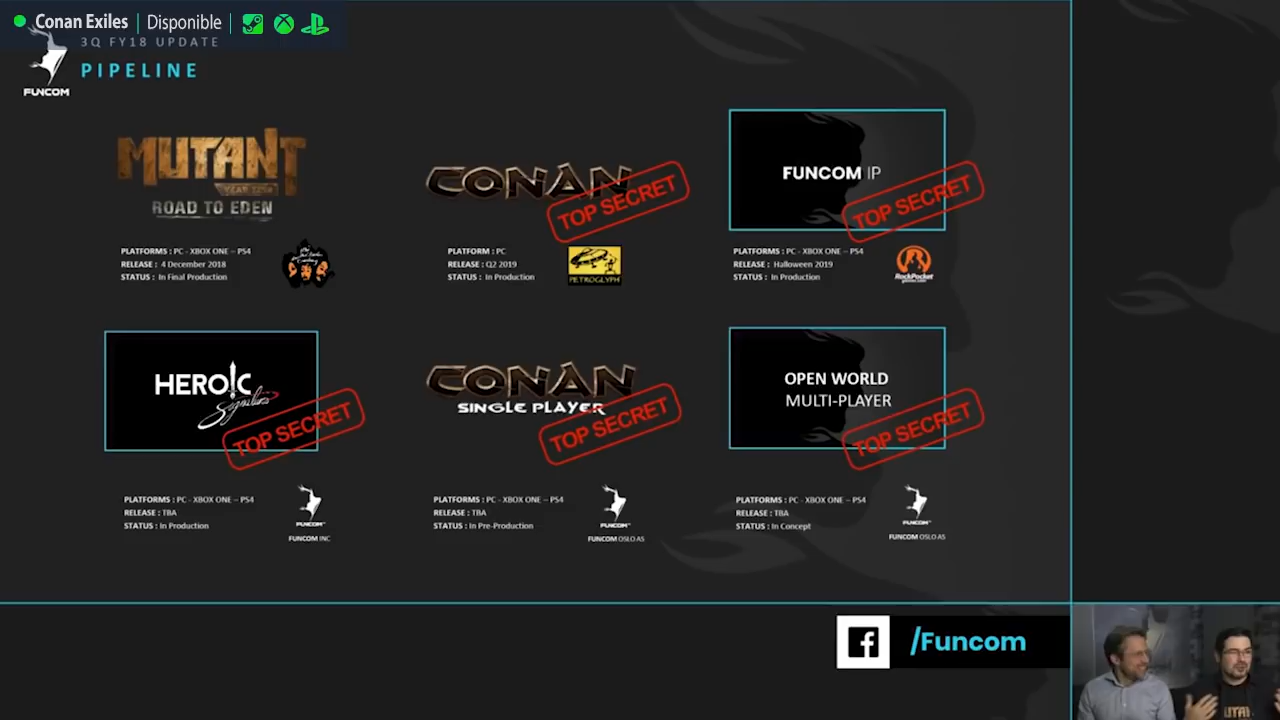 Conan Exiles | Disponible |
3Q FY18 UPDATE
PIPELINE
FUNCOM
MUTANT
YEAR ZERO
ROAD TO EDEN
PLATFORMS : PC - XBOX ONE – PS4
RELEASE : 4 December 2018
STATUS : In Final Production
CONAN
TOP SECRET
PLATFORM : PC
RELEASE : Q2 2019
STATUS : In Production
PETROGLYPH
FUNCOM IP
TOP SECRET
PLATFORMS : PC - XBOX ONE – PS4
RELEASE : Halloween 2019
STATUS : In Production
RockPocket
games.com
HEROIC
Signatures
TOP SECRET
PLATFORMS : PC - XBOX ONE – PS4
RELEASE : TBA
STATUS : In Production
FUNCOM
FUNCOM INC
CONAN
SINGLE PLAYER
TOP SECRET
PLATFORMS : PC - XBOX ONE – PS4
RELEASE : TBA
STATUS : In Pre-Production
FUNCOM
FUNCOM OSLO AS
OPEN WORLD
MULTI-PLAYER
TOP SECRET
PLATFORMS : PC - XBOX ONE – PS4
RELEASE : TBA
STATUS : In Concept
FUNCOM
FUNCOM OSLO AS
/Funcom